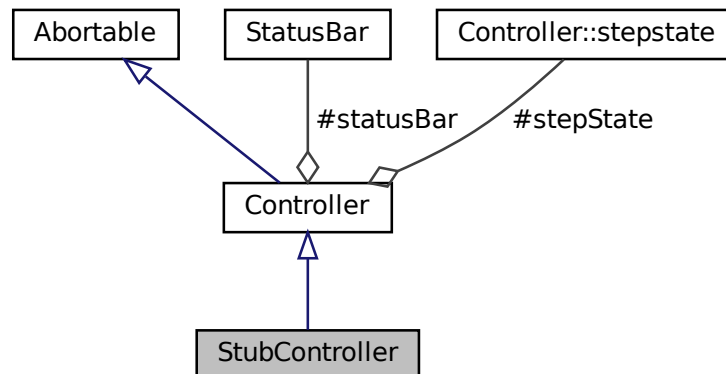 Abortable
StatusBar
Controller::stepstate
#statusBar
#stepState
Controller
StubController